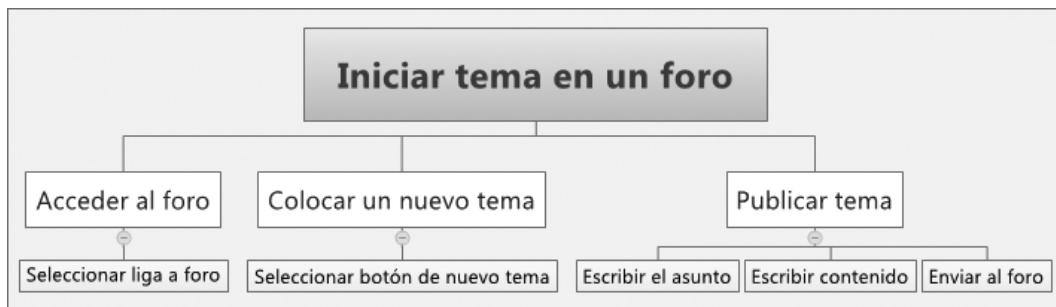 Iniciar tema en un foro
Acceder al foro
Colocar un nuevo tema
Publicar tema
Seleccionar liga a foro
Seleccionar botón de nuevo tema
Escribir el asunto
Escribir contenido
Enviar al foro